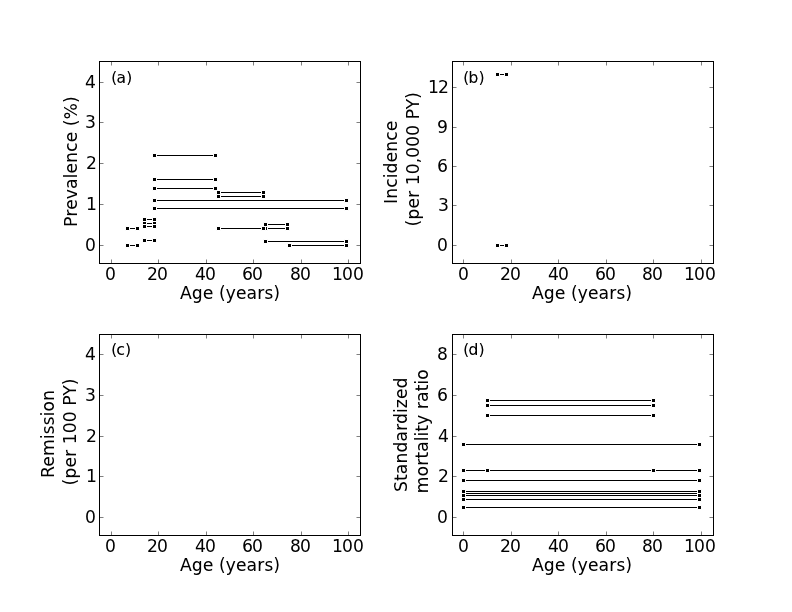 (a)
Prevalence (%)
4
3
2
1
0
0 20 40 60 80 100
Age (years)
(b)
Incidence
(per 10,000 PY)
12
9
6
3
0
0 20 40 60 80 100
Age (years)
(c)
Remission
(per 100 PY)
4
3
2
1
0
0 20 40 60 80 100
Age (years)
(d)
Standardized
mortality ratio
8
6
4
2
0
0 20 40 60 80 100
Age (years)